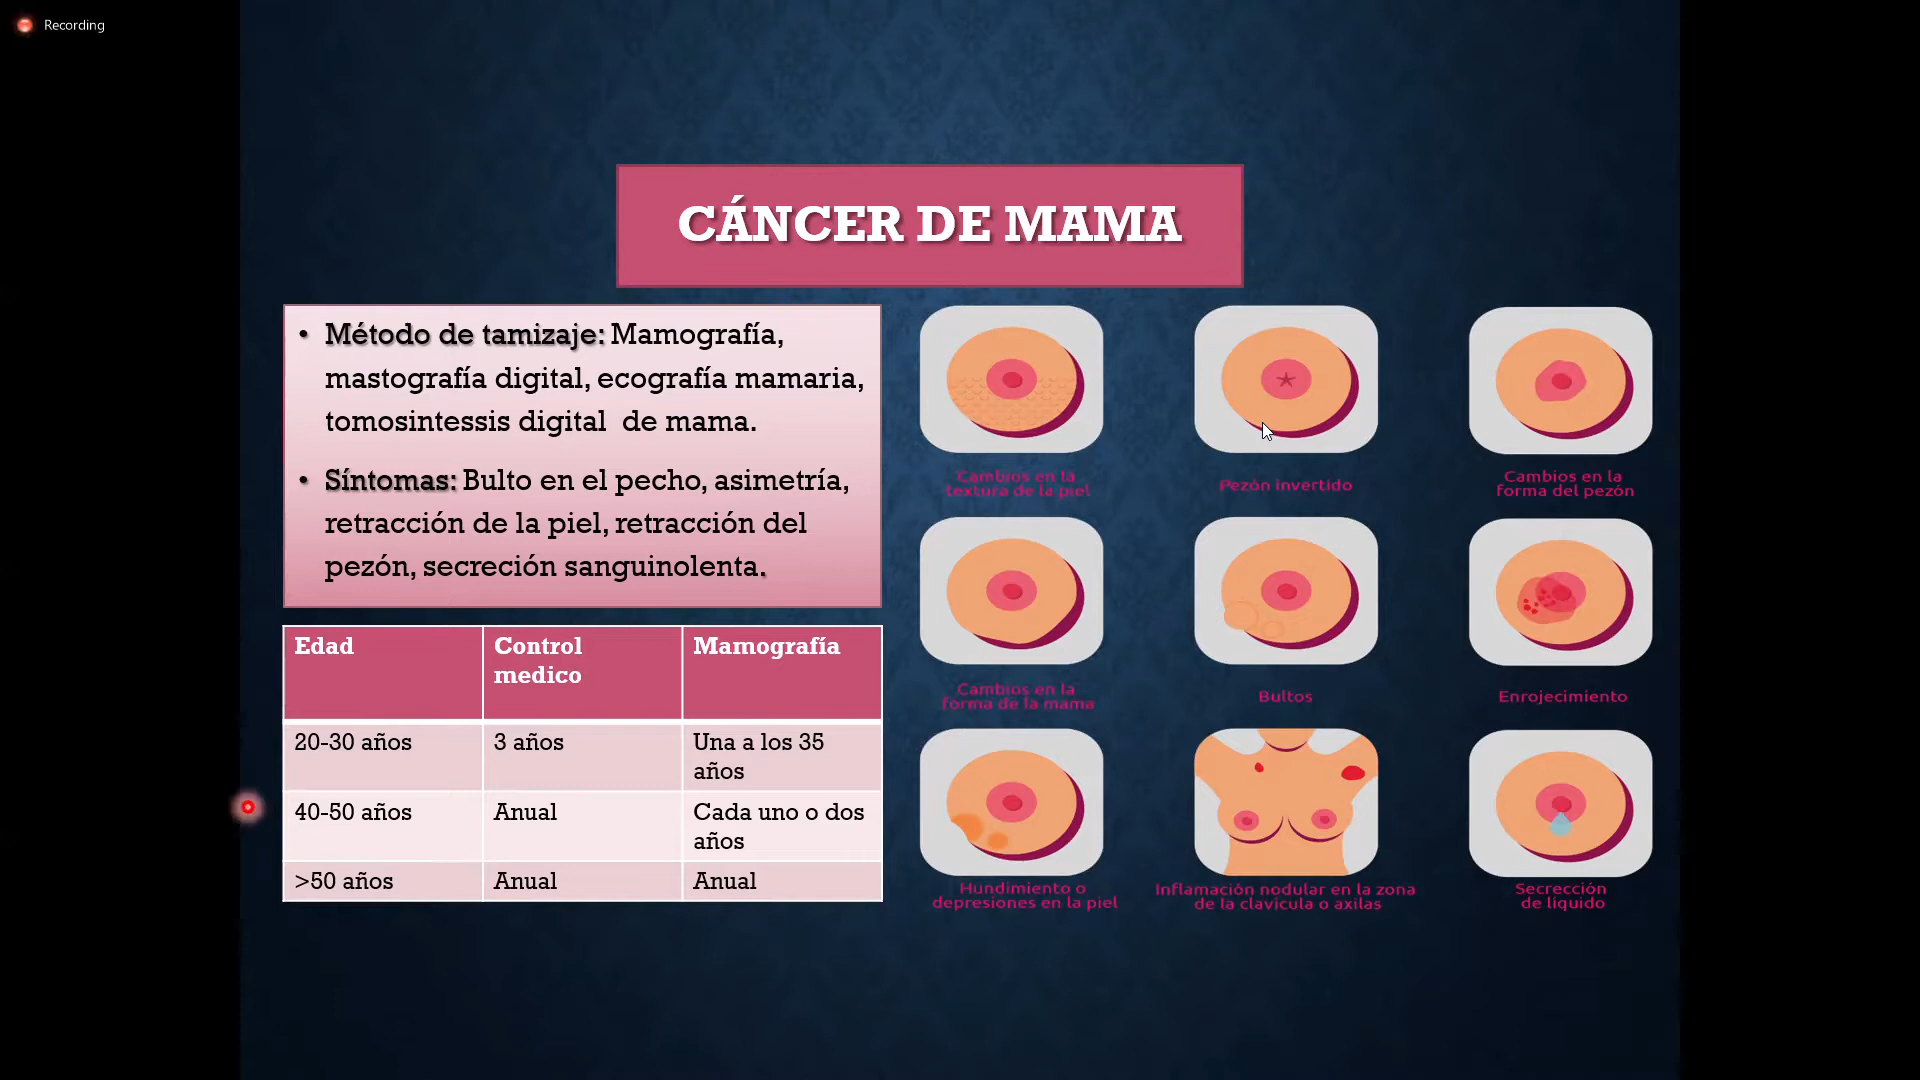 Recording
CÁNCER DE MAMA
• Método de tamizaje: Mamografía,
mastografía digital, ecografía mamaria,
tomosintessis digital de mama.
• Síntomas: Bulto en el pecho, asimetría,
retracción de la piel, retracción del
pezón, secreción sanguinolenta.
Edad
Control
medico
Mamografía
20-30 años
3 años
Una a los 35
años
40-50 años
Anual
Cada uno o dos
años
>50 años
Anual
Anual
Cambios en la
textura de la piel
Pezón invertido
Cambios en la
forma del pezón
Cambios en la
forma de la mama
Bultos
Enrojecimiento
Hundimiento o
depresiones en la piel
Inflamación nodular en la zona
de la clavícula o axilas
Secrección
de líquido